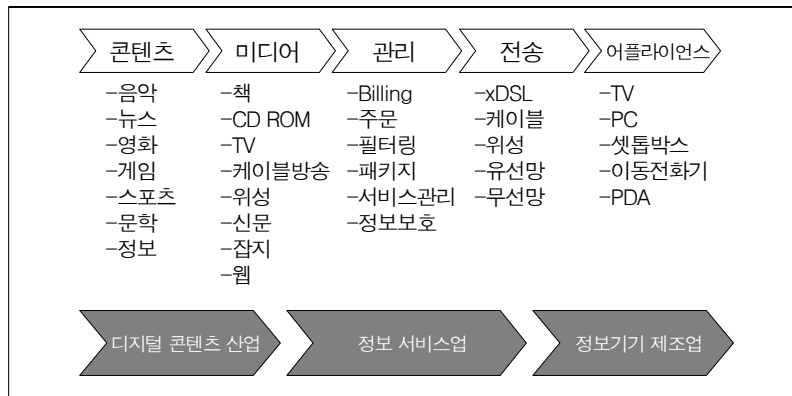 콘텐츠
미디어
관리
전송
어플라이언스
-음악
-뉴스
-영화
-게임
-스포츠
-문학
-정보
-책
-CD ROM
-TV
-케이블방송
-위성
-신문
-잡지
-웹
-Billing
-주문
-필터링
-패키지
-서비스관리
-정보보호
-xDSL
-케이블
-위성
-유선망
-무선망
-TV
-PC
-셋톱박스
-이동전화기
-PDA
디지털 콘텐츠 산업
정보 서비스업
정보기기 제조업